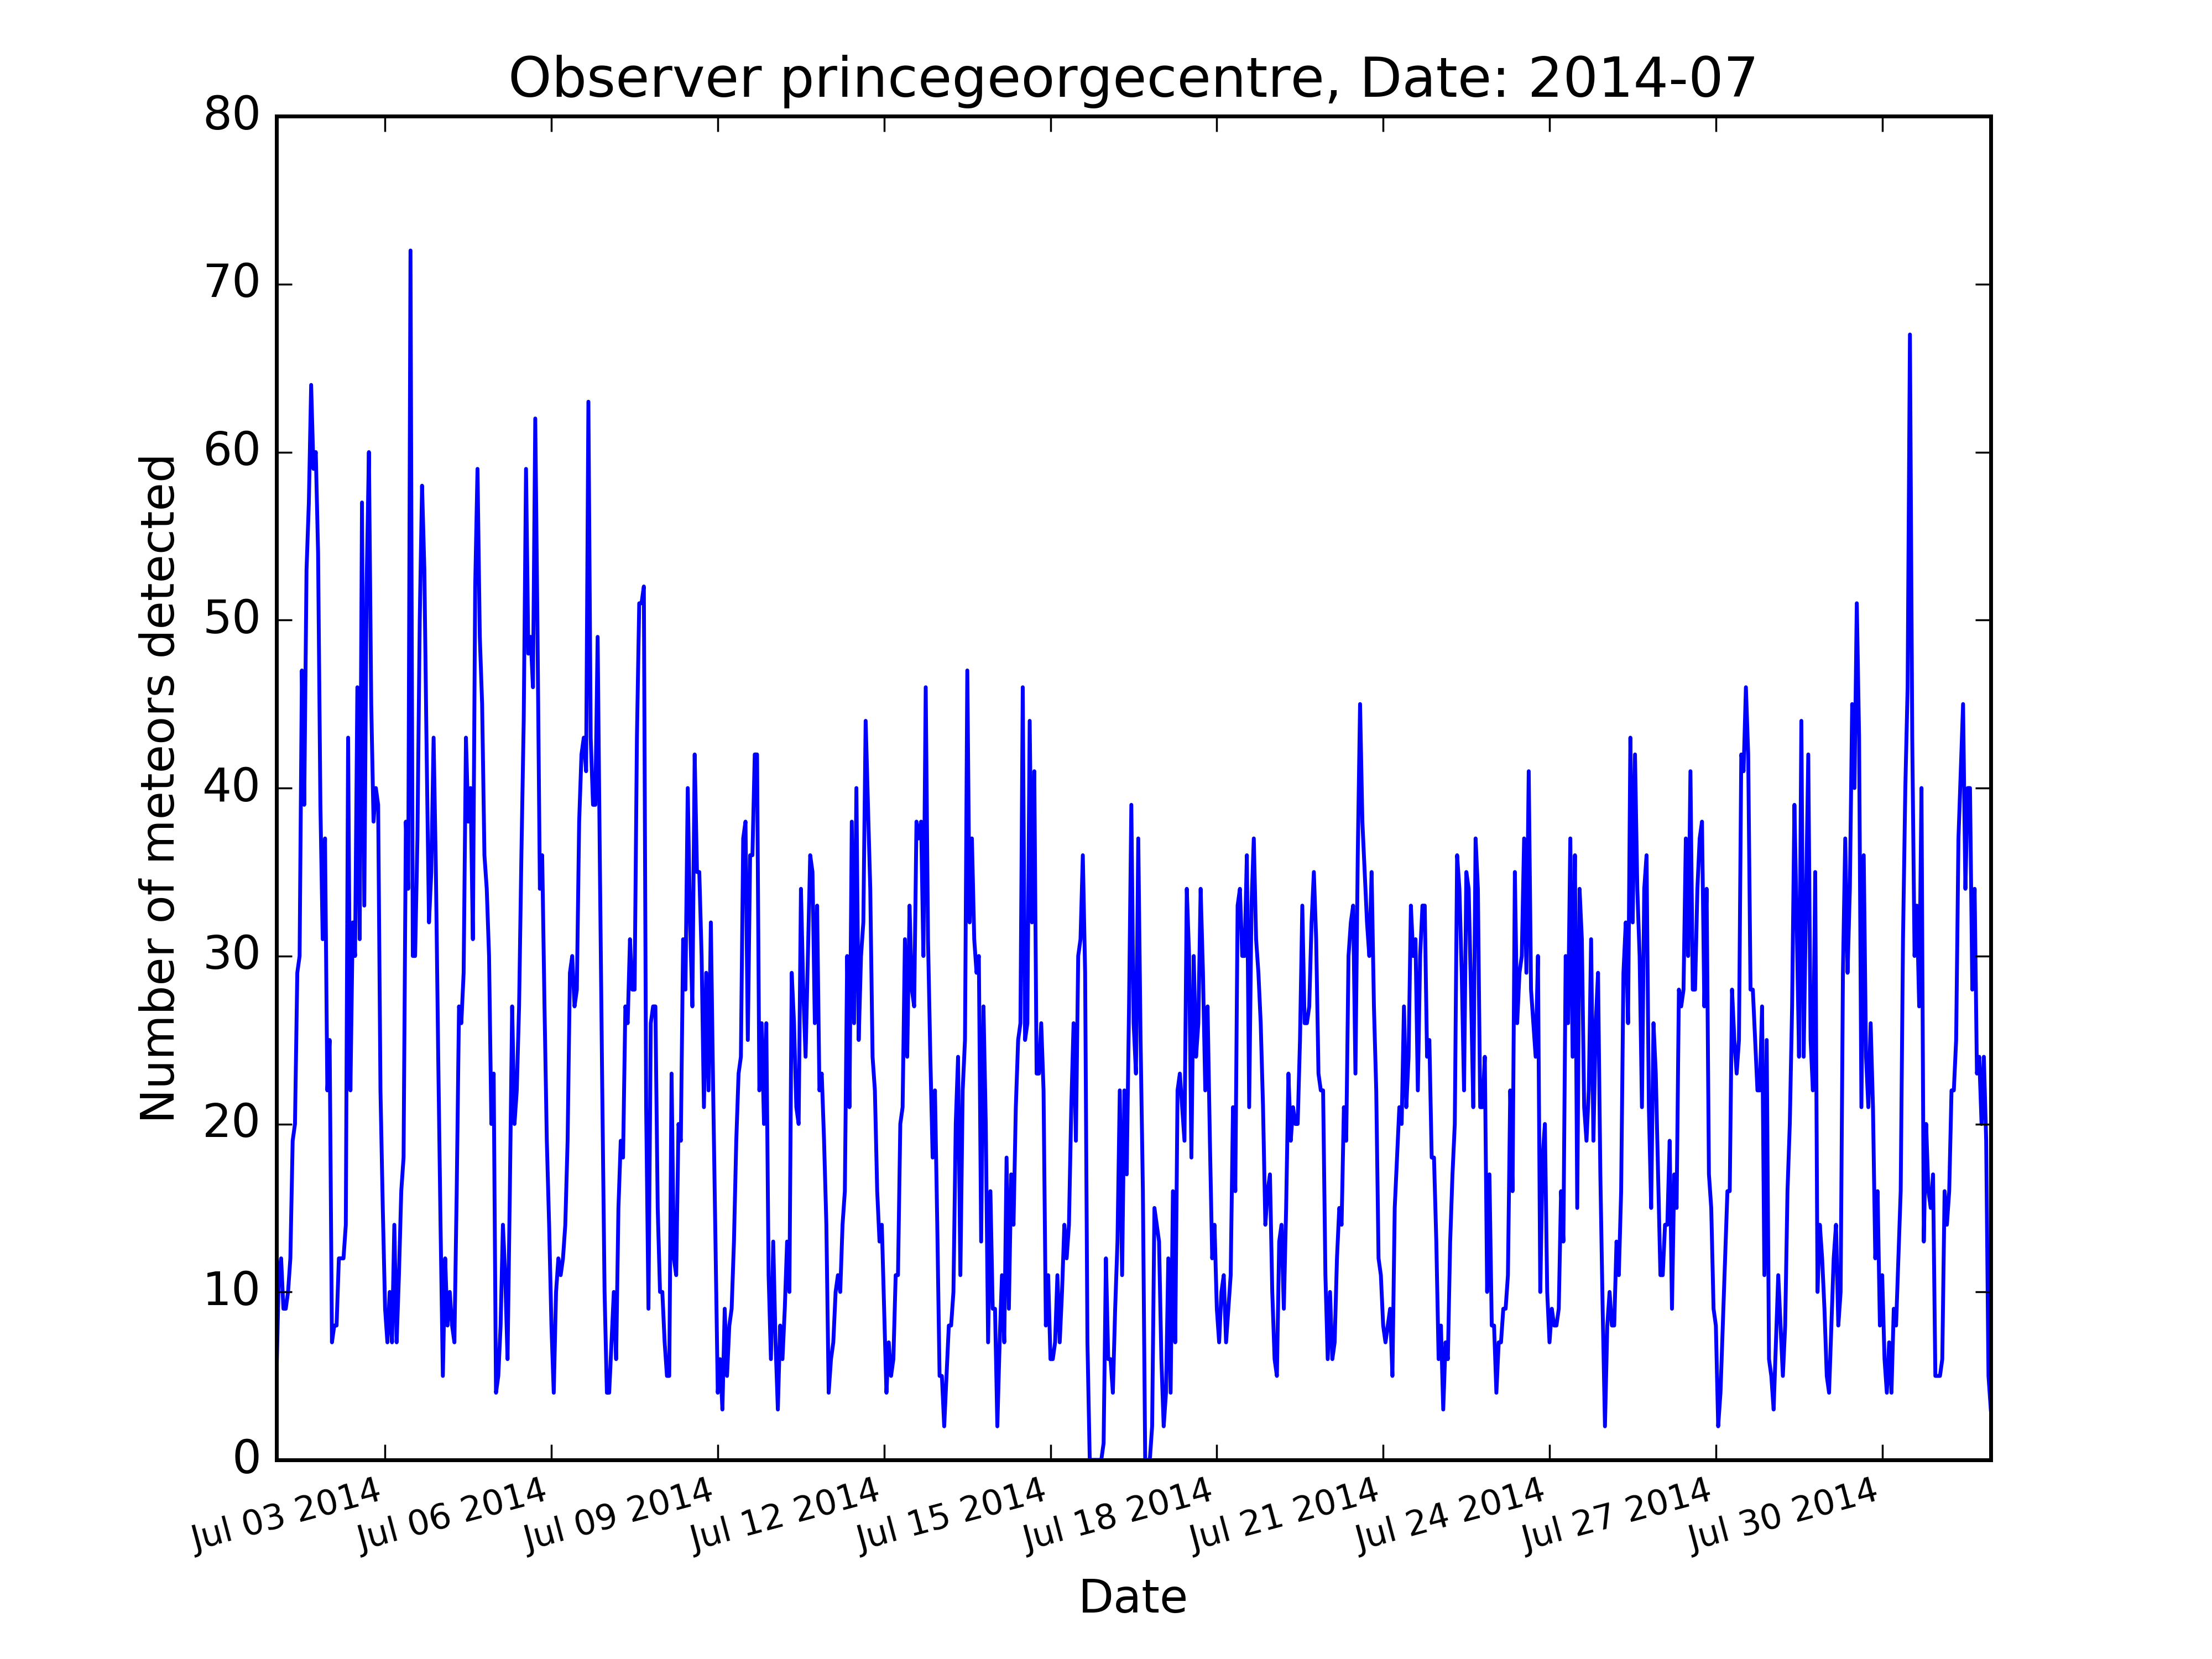 Observer princegeorgecentre, Date: 2014-07
80
70
60
50
40
30
20
10
0
Number of meteors detected
Jul 03 2014
Jul 06 2014
Jul 09 2014
Jul 12 2014
Jul 15 2014
Jul 18 2014
Jul 21 2014
Jul 24 2014
Jul 27 2014
Jul 30 2014
Date